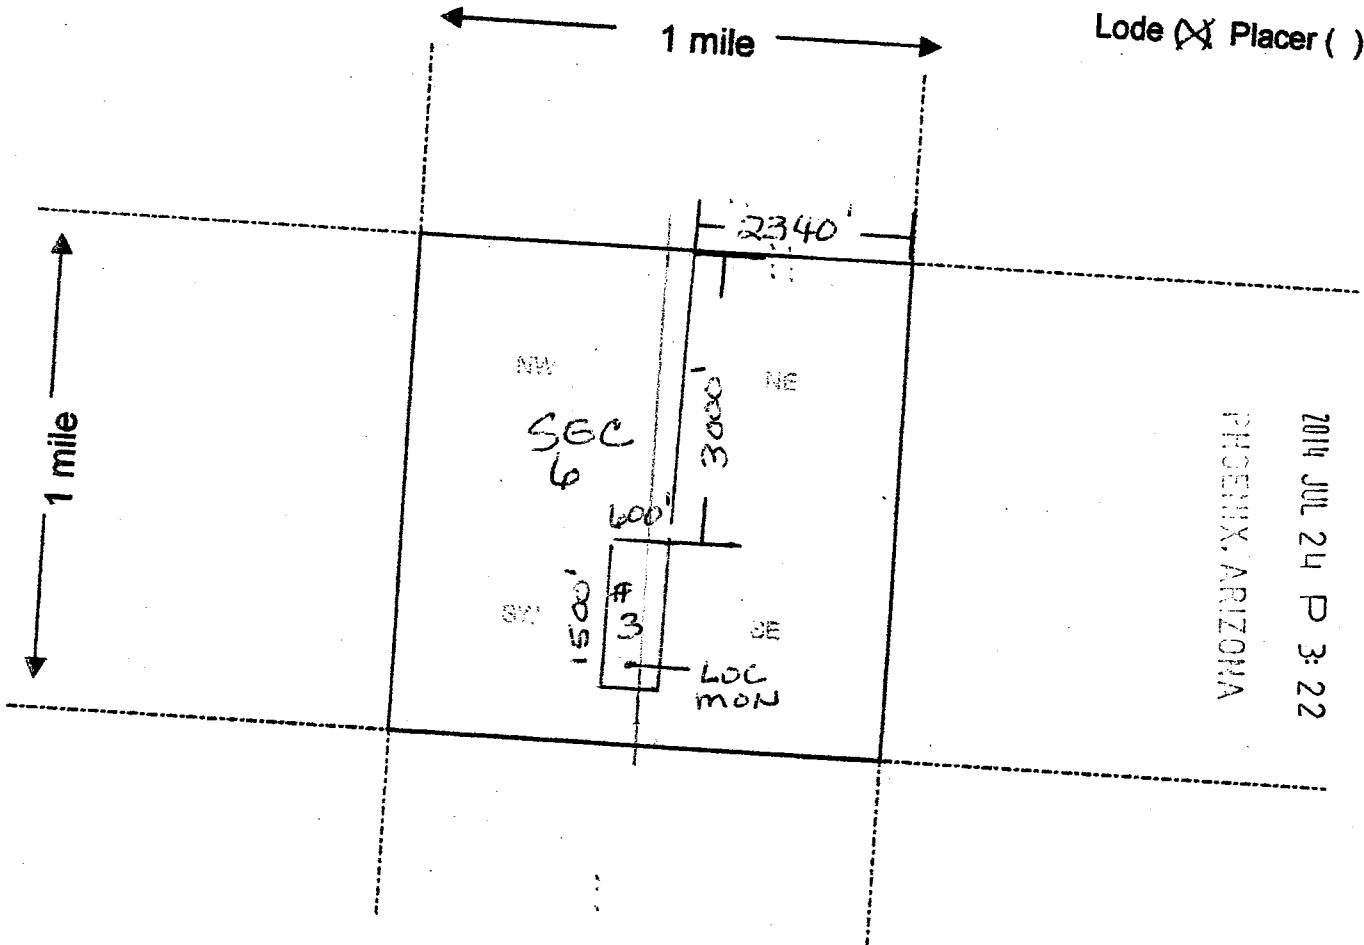 1 mile
Lode (X) Placer ( )
2340'
NW
NE
SEC
6
3000'
1 mile
600'
1500'
#
3
SW
SE
LOC
MON
2014 JUL 24 P 3:22
PHOENIX, ARIZONA